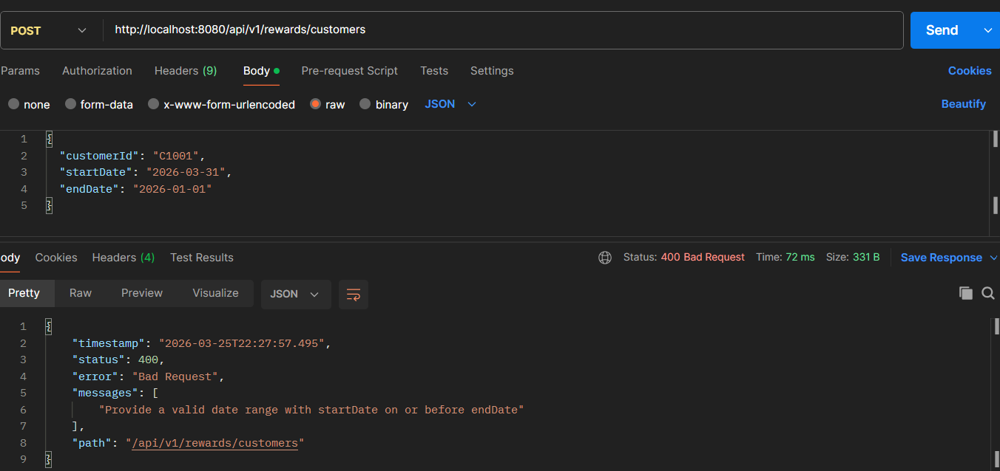 POST http://localhost:8080/api/v1/rewards/customers Send
Params Authorization Headers (9) Body Pre-request Script Tests Settings Cookies
none form-data x-www-form-urlencoded raw binary JSON Beautify
1 {
2 "customerId": "C1001",
3 "startDate": "2026-03-31",
4 "endDate": "2026-01-01"
5 }
ody Cookies Headers (4) Test Results Status: 400 Bad Request Time: 72 ms Size: 331 B Save Response
Pretty Raw Preview Visualize JSON
1 {
2 "timestamp": "2026-03-25T22:27:57.495",
3 "status": 400,
4 "error": "Bad Request",
5 "messages": [
6 "Provide a valid date range with startDate on or before endDate"
7 ],
8 "path": "/api/v1/rewards/customers"
9 }